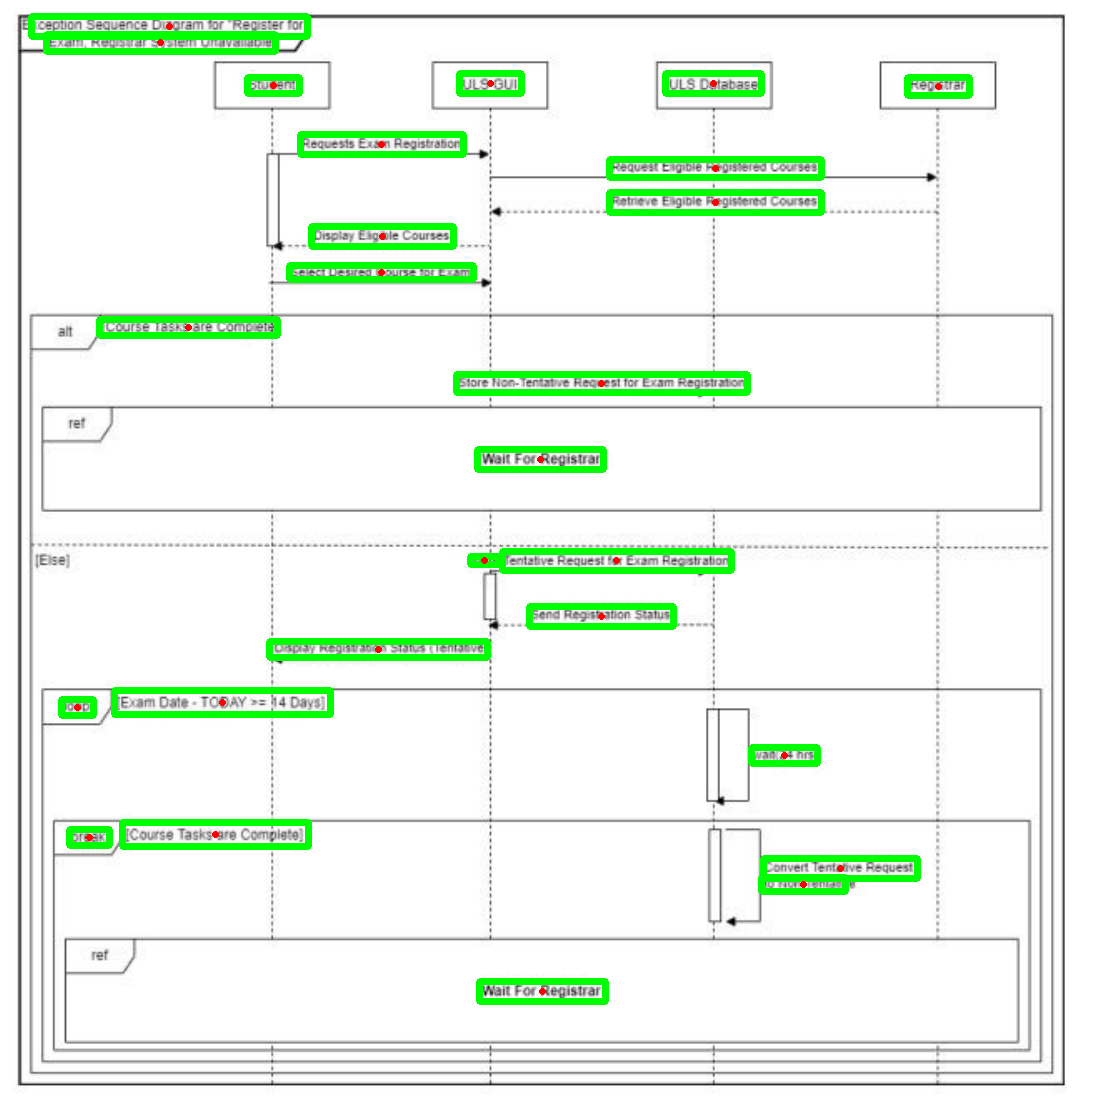 Exception Sequence Diagram for "Register for
Exam, Registrar System Unavailable
Student
ULS GUI
ULS Database
Registrar
Requests Exam Registration
Request Eligible Registered Courses
Retrieve Eligible Registered Courses
Display Eligible Courses
Select Desired Course for Exam
alt
[Course Tasks are Complete
Store Non-Tentative Request for Exam Registration
ref
Wait For Registrar
[Else]
Tentative Request for Exam Registration
Send Registration Status
Display Registration Status (Tentative
loop
[Exam Date - TODAY >= 14 Days]
wait 24 hrs
break
[Course Tasks are Complete]
Convert Tentative Request
to Non-Tentative
ref
Wait For Registrar